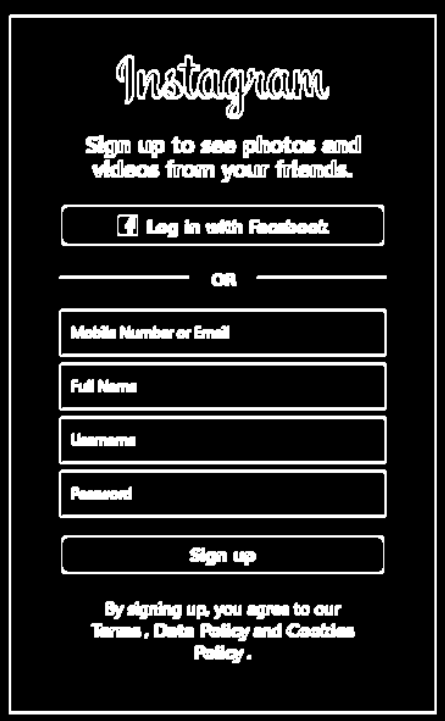 Instagram
Sign up to see photos and
videos from your friends.
f Log in with Facebook
OR
Mobile Number or Email
Full Name
Username
Password
Sign up
By signing up, you agree to our
Terms , Data Policy and Cookies
Policy .